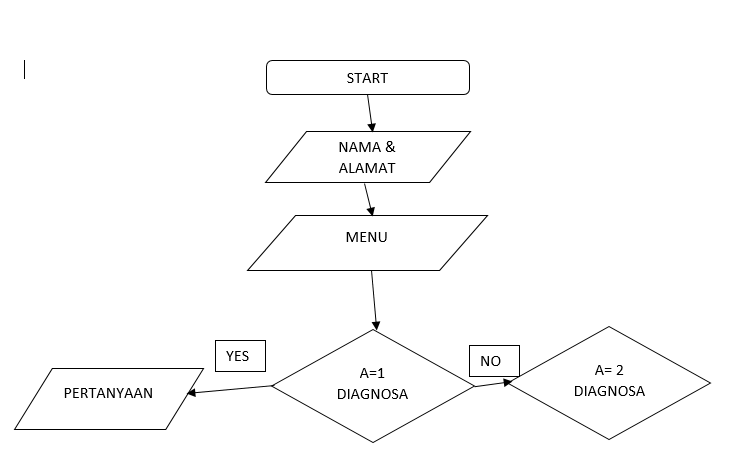 START
NAMA &
ALAMAT
MENU
YES
NO
PERTANYAAN
A=1
DIAGNOSA
A= 2
DIAGNOSA